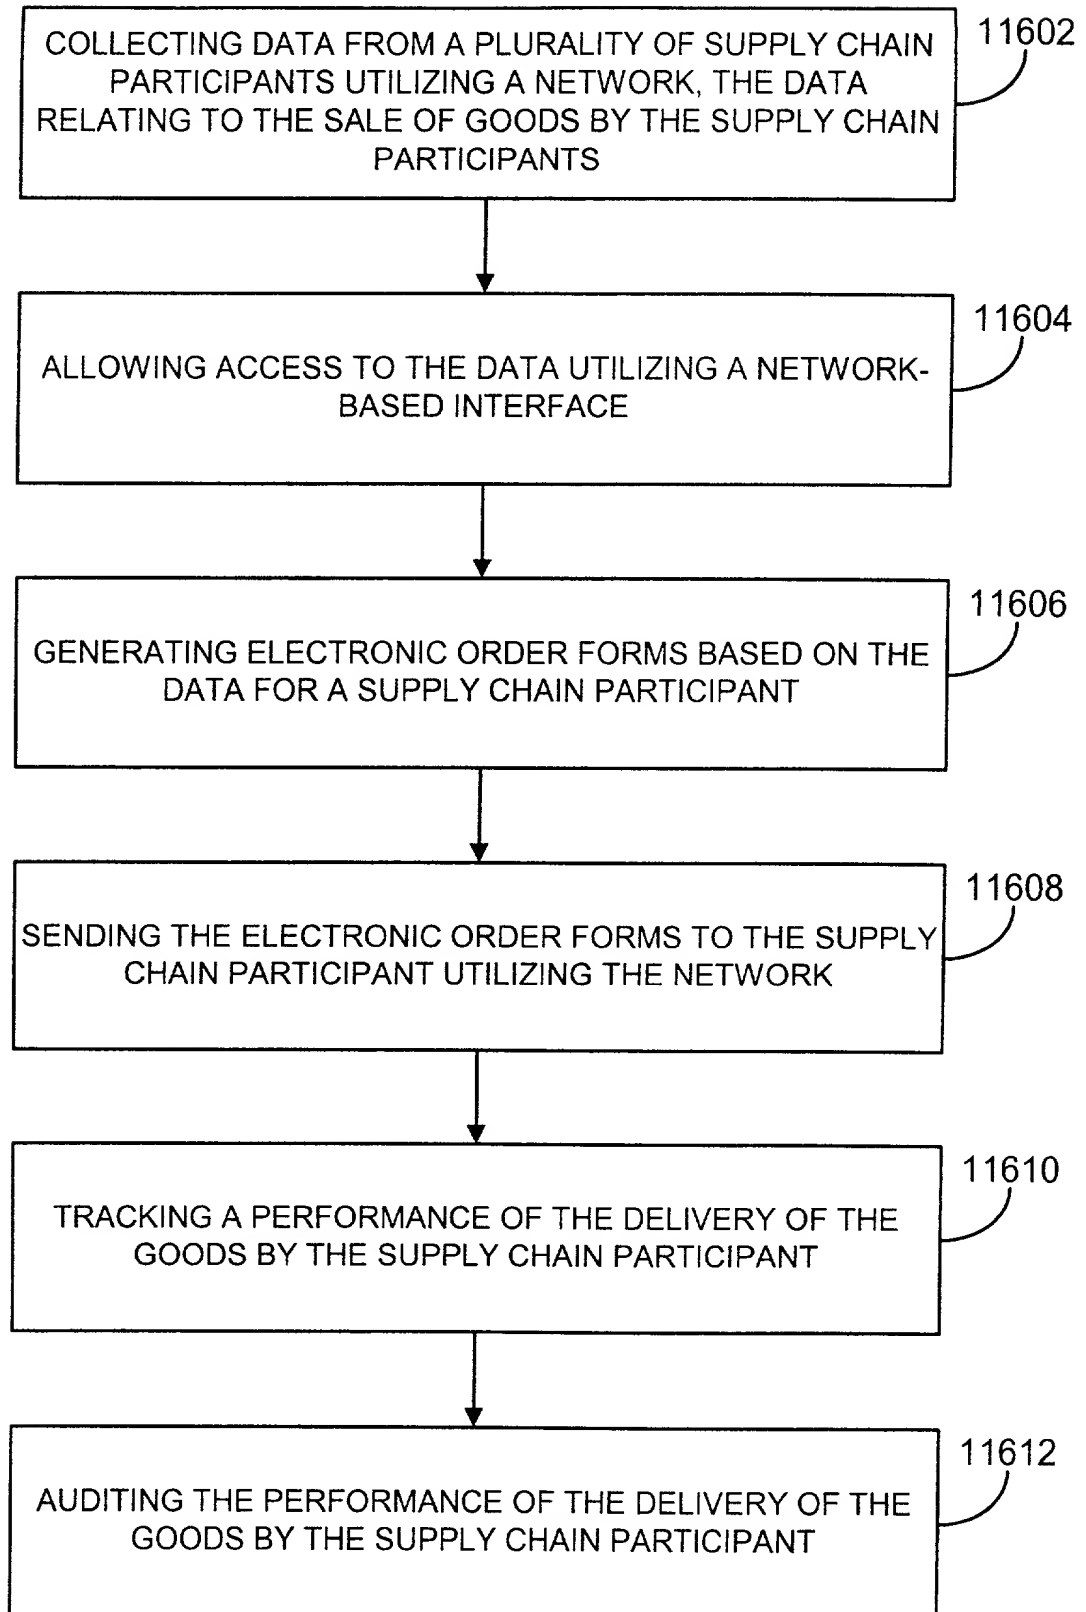 COLLECTING DATA FROM A PLURALITY OF SUPPLY CHAIN
PARTICIPANTS UTILIZING A NETWORK, THE DATA
RELATING TO THE SALE OF GOODS BY THE SUPPLY CHAIN
PARTICIPANTS
11602
ALLOWING ACCESS TO THE DATA UTILIZING A NETWORK-
BASED INTERFACE
11604
GENERATING ELECTRONIC ORDER FORMS BASED ON THE
DATA FOR A SUPPLY CHAIN PARTICIPANT
11606
SENDING THE ELECTRONIC ORDER FORMS TO THE SUPPLY
CHAIN PARTICIPANT UTILIZING THE NETWORK
11608
TRACKING A PERFORMANCE OF THE DELIVERY OF THE
GOODS BY THE SUPPLY CHAIN PARTICIPANT
11610
AUDITING THE PERFORMANCE OF THE DELIVERY OF THE
GOODS BY THE SUPPLY CHAIN PARTICIPANT
11612